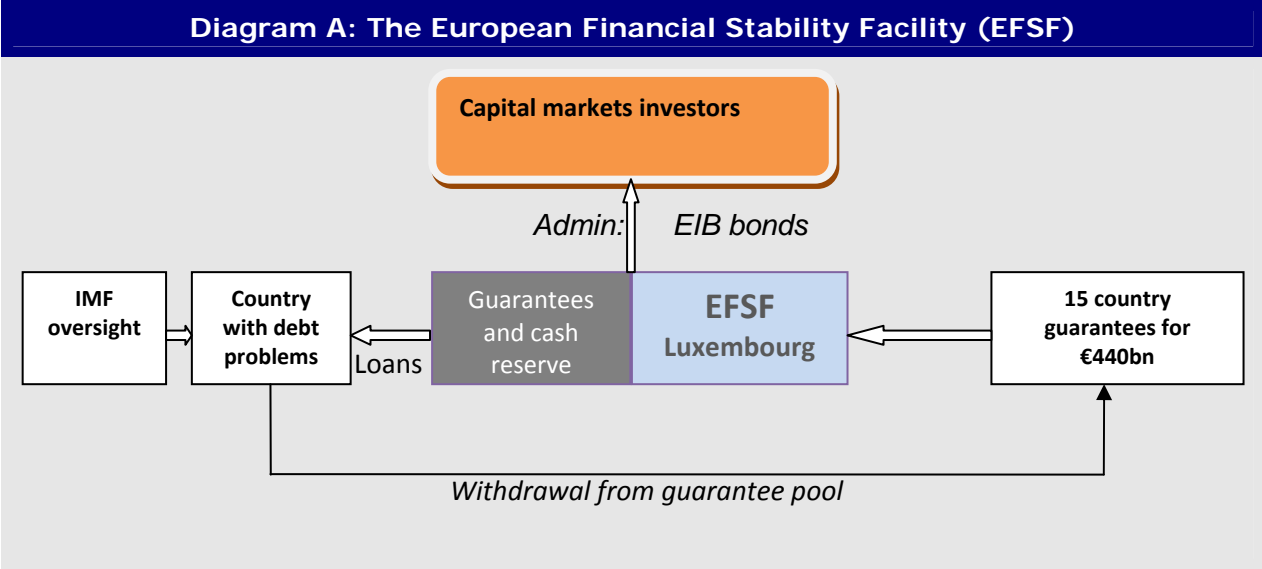 Diagram A: The European Financial Stability Facility (EFSF)
Capital markets investors
Admin: EIB bonds
IMF
oversight
Country
with debt
problems
Loans
Guarantees
and cash
reserve
EFSF
Luxembourg
15 country
guarantees for
€440bn
Withdrawal from guarantee pool